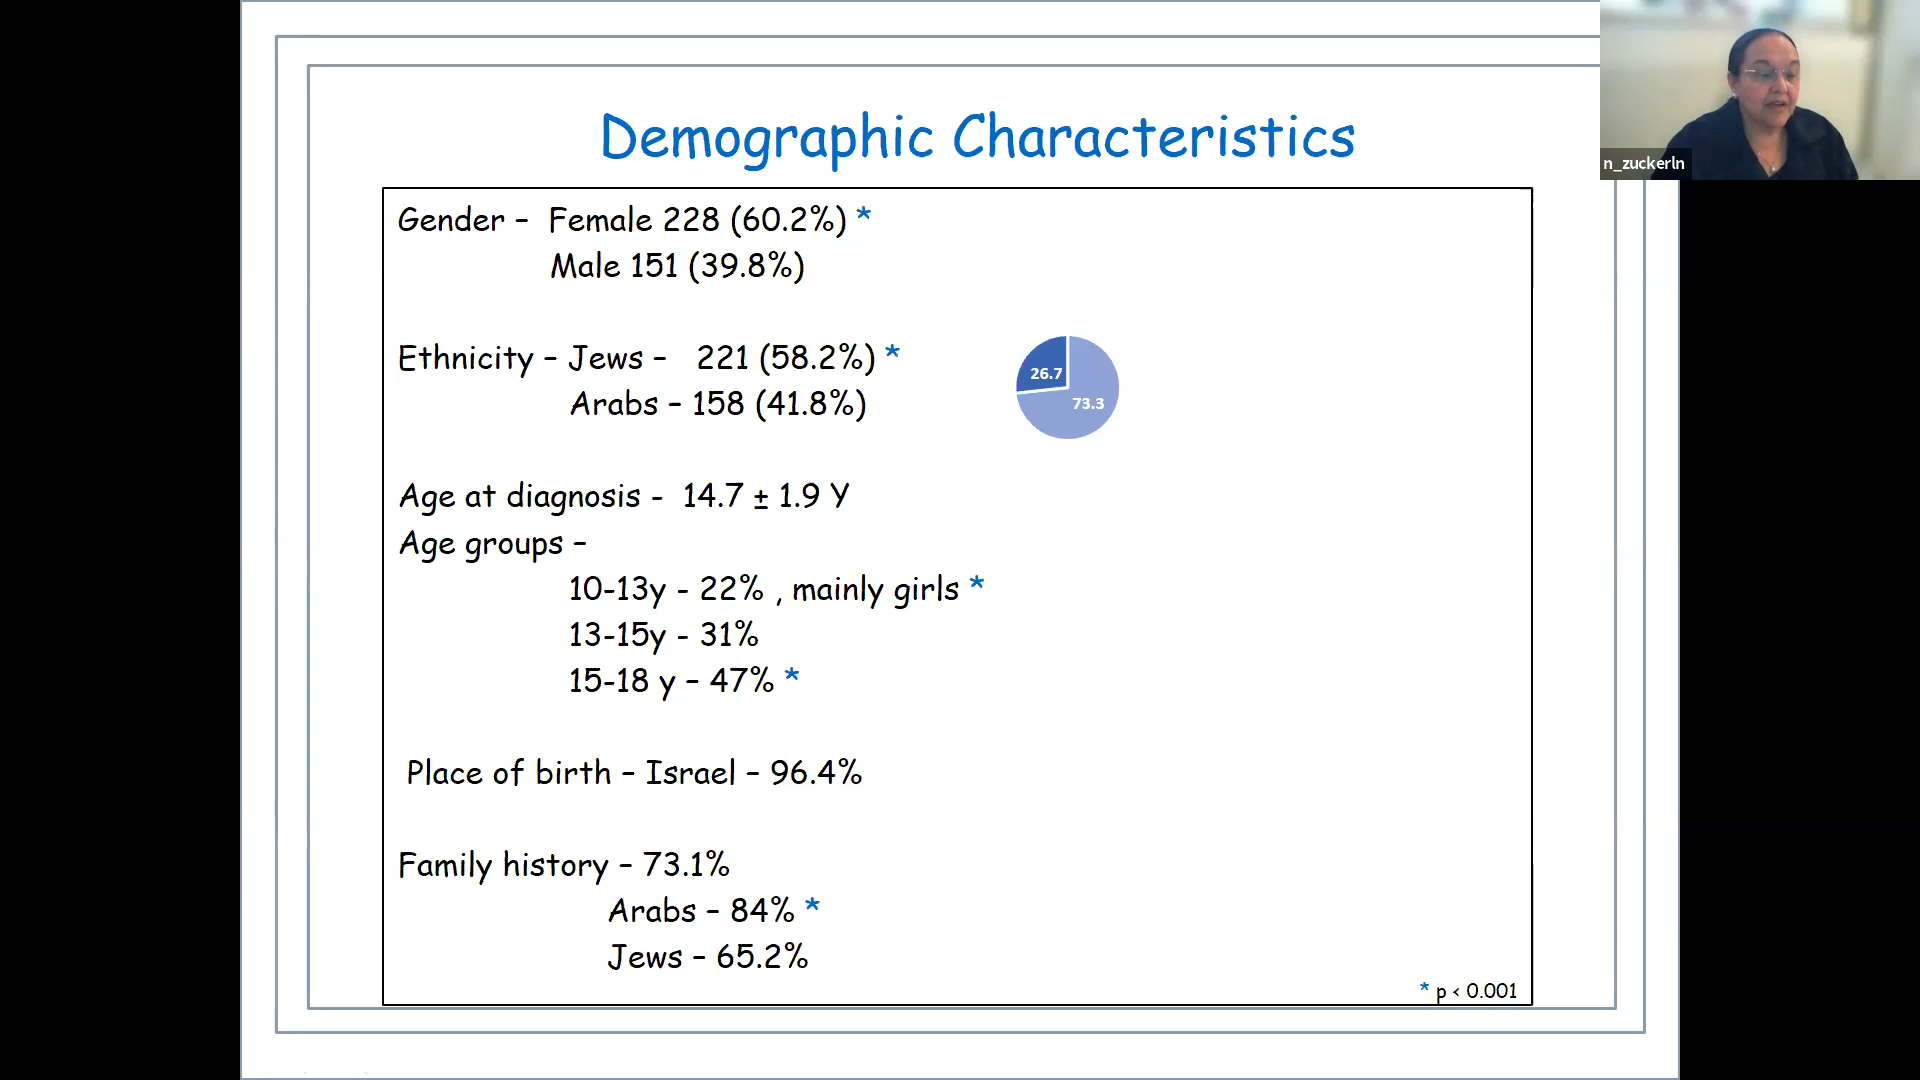 Demographic Characteristics
n_zuckerln
Gender – Female 228 (60.2%) *
Male 151 (39.8%)
Ethnicity – Jews – 221 (58.2%) *
Arabs – 158 (41.8%)
26.7
73.3
Age at diagnosis - 14.7 ± 1.9 Y
Age groups –
10-13y - 22% , mainly girls *
13-15y - 31%
15-18 y – 47% *
Place of birth – Israel – 96.4%
Family history – 73.1%
Arabs – 84% *
Jews – 65.2%
* p < 0.001